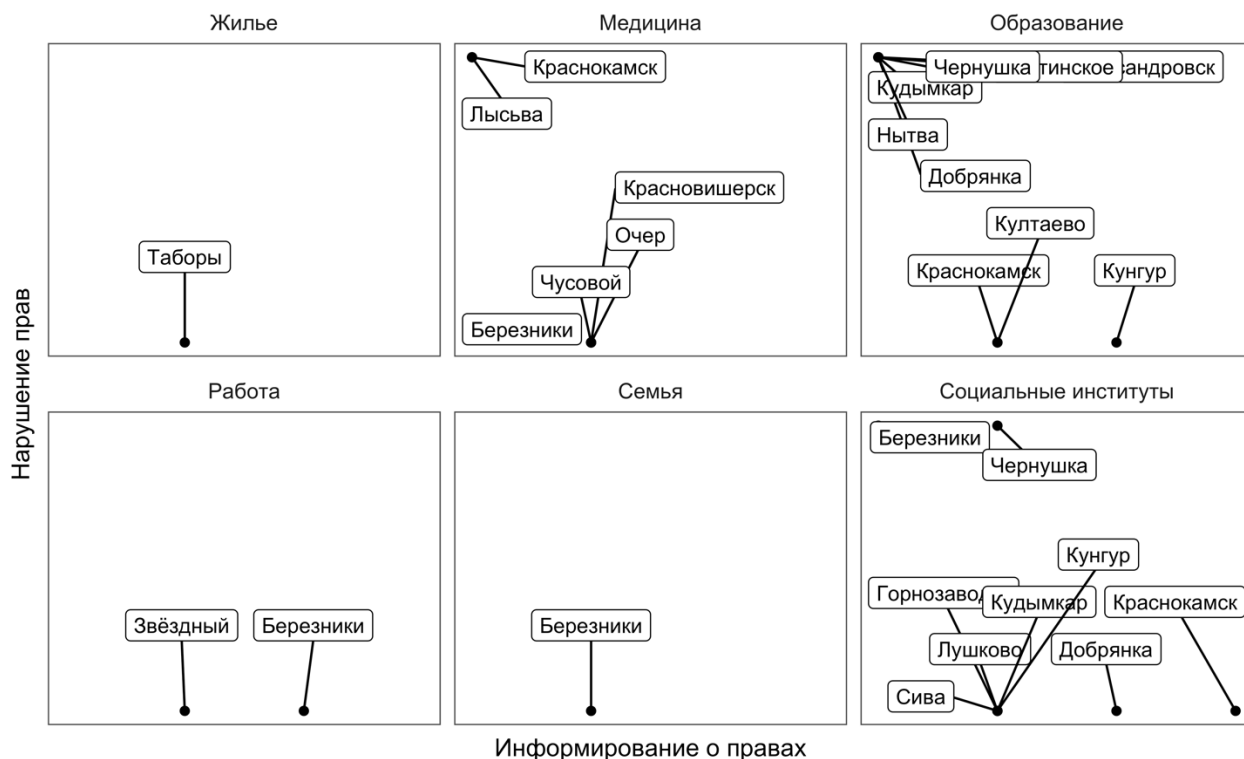 Жилье
Медицина
Образование
Краснокамск
Лысьва
Красновишерск
Очер
Чусовой
Березники
Таборы
Чернушка
Кудымкар
Нытва
Добрянка
Култаево
Краснокамск
Кунгур
Нарушение прав
Работа
Семья
Социальные институты
Звёздный
Березники
Березники
Березники
Чернушка
Кунгур
Кудымкар
Краснокамск
Лушково
Добрянка
Сива
Информирование о правах